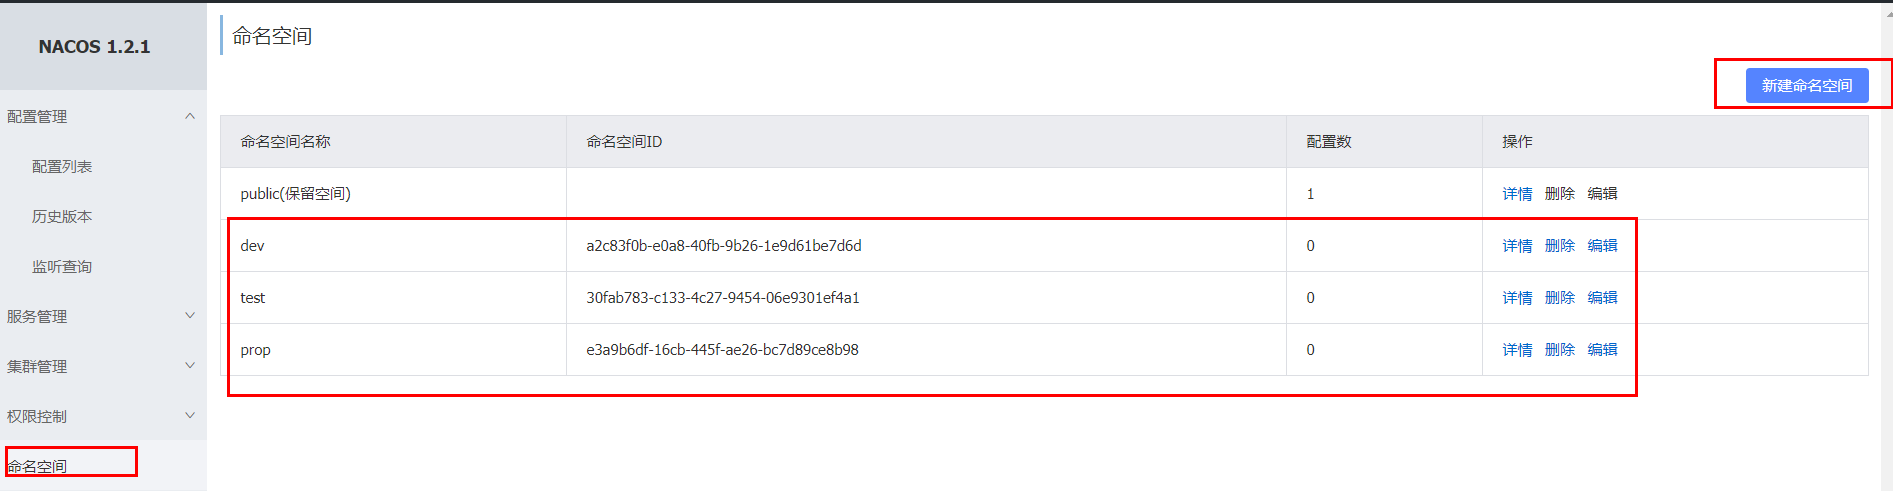 NACOS 1.2.1
配置管理
配置列表
历史版本
监听查询
服务管理
集群管理
权限控制
命名空间
命名空间
新建命名空间
命名空间名称 命名空间ID 配置数 操作
public(保留空间) 1 详情 删除 编辑
dev a2c83f0b-e0a8-40fb-9b26-1e9d61be7d6d 0 详情 删除 编辑
test 30fab783-c133-4c27-9454-06e9301ef4a1 0 详情 删除 编辑
prop e3a9b6df-16cb-445f-ae26-bc7d89ce8b98 0 详情 删除 编辑